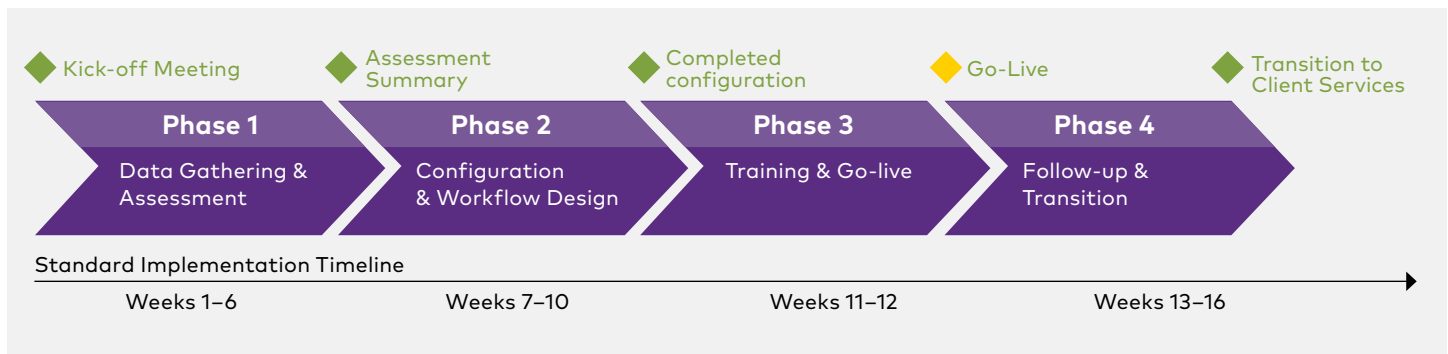 Kick-off Meeting
Assessment
Summary
Completed
configuration
Go-Live
Transition to
Client Services
Phase 1
Phase 2
Phase 3
Phase 4
Data Gathering &
Assessment
Configuration
& Workflow Design
Training & Go-live
Follow-up &
Transition
Standard Implementation Timeline
Weeks 1–6
Weeks 7–10
Weeks 11–12
Weeks 13–16